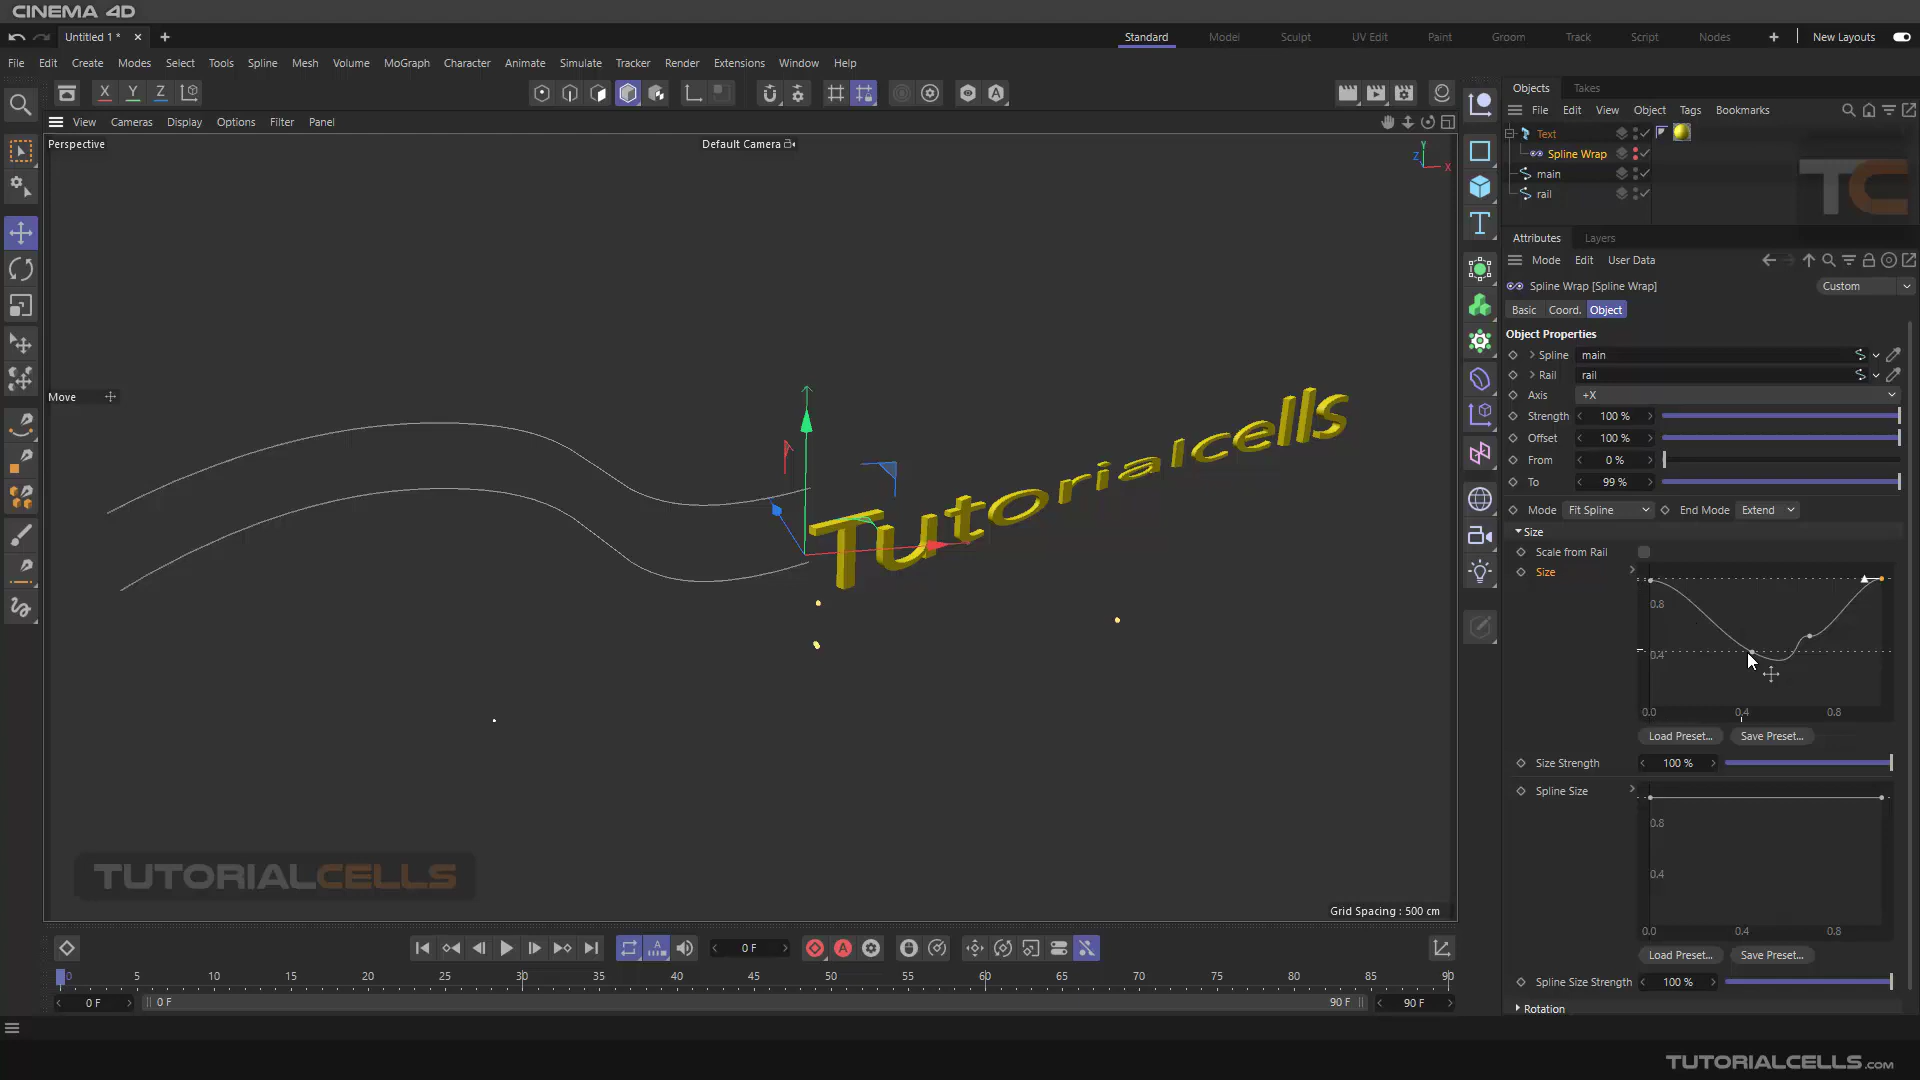 CINEMA 4D
Untitled 1 *
Standard Model Sculpt UV Edit Paint Groom Track Script Nodes New Layouts
File Edit Create Modes Select Tools Spline Mesh Volume MoGraph Character Animate Simulate Tracker Render Extensions Window Help
X Y Z
View Cameras Display Options Filter Panel
Perspective
Default Camera
Y
Z
X
Move
Tutorialcells
TUTORIALCELLS
Grid Spacing : 500 cm
Objects Takes
File Edit View Object Tags Bookmarks
Text
Spline Wrap
main
rail
TC
Attributes Layers
Mode Edit User Data
Spline Wrap [Spline Wrap] Custom
Basic Coord. Object
Object Properties
Spline main
Rail rail
Axis +X
Strength 100 %
Offset 100 %
From 0 %
To 99 %
Mode Fit Spline End Mode Extend
Size
Scale from Rail
Size
0.8
0.4
0.0 0.4 0.8
Load Preset... Save Preset...
Size Strength 100 %
Spline Size
0.8
0.4
0.0 0.4 0.8
Load Preset... Save Preset...
Spline Size Strength 100 %
Rotation
0 F
0 5 10 15 20 25 30 35 40 45 50 55 60 65 70 75 80 85 90
0 F 0 F 90 F 90 F
TUTORIALCELLS.COM